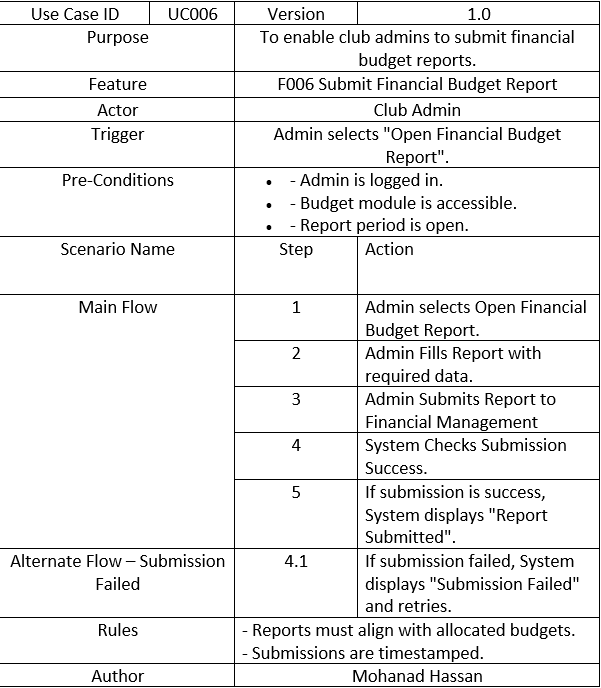 Use Case ID UC006 Version 1.0
Purpose To enable club admins to submit financial
budget reports.
Feature F006 Submit Financial Budget Report
Actor Club Admin
Trigger Admin selects "Open Financial Budget
Report".
Pre-Conditions • - Admin is logged in.
• - Budget module is accessible.
• - Report period is open.
Scenario Name Step Action
Main Flow 1 Admin selects Open Financial
Budget Report.
2 Admin Fills Report with
required data.
3 Admin Submits Report to
Financial Management
4 System Checks Submission
Success.
5 If submission is success,
System displays "Report
Submitted".
Alternate Flow – Submission 4.1 If submission failed, System
Failed displays "Submission Failed"
and retries.
Rules - Reports must align with allocated budgets.
- Submissions are timestamped.
Author Mohanad Hassan